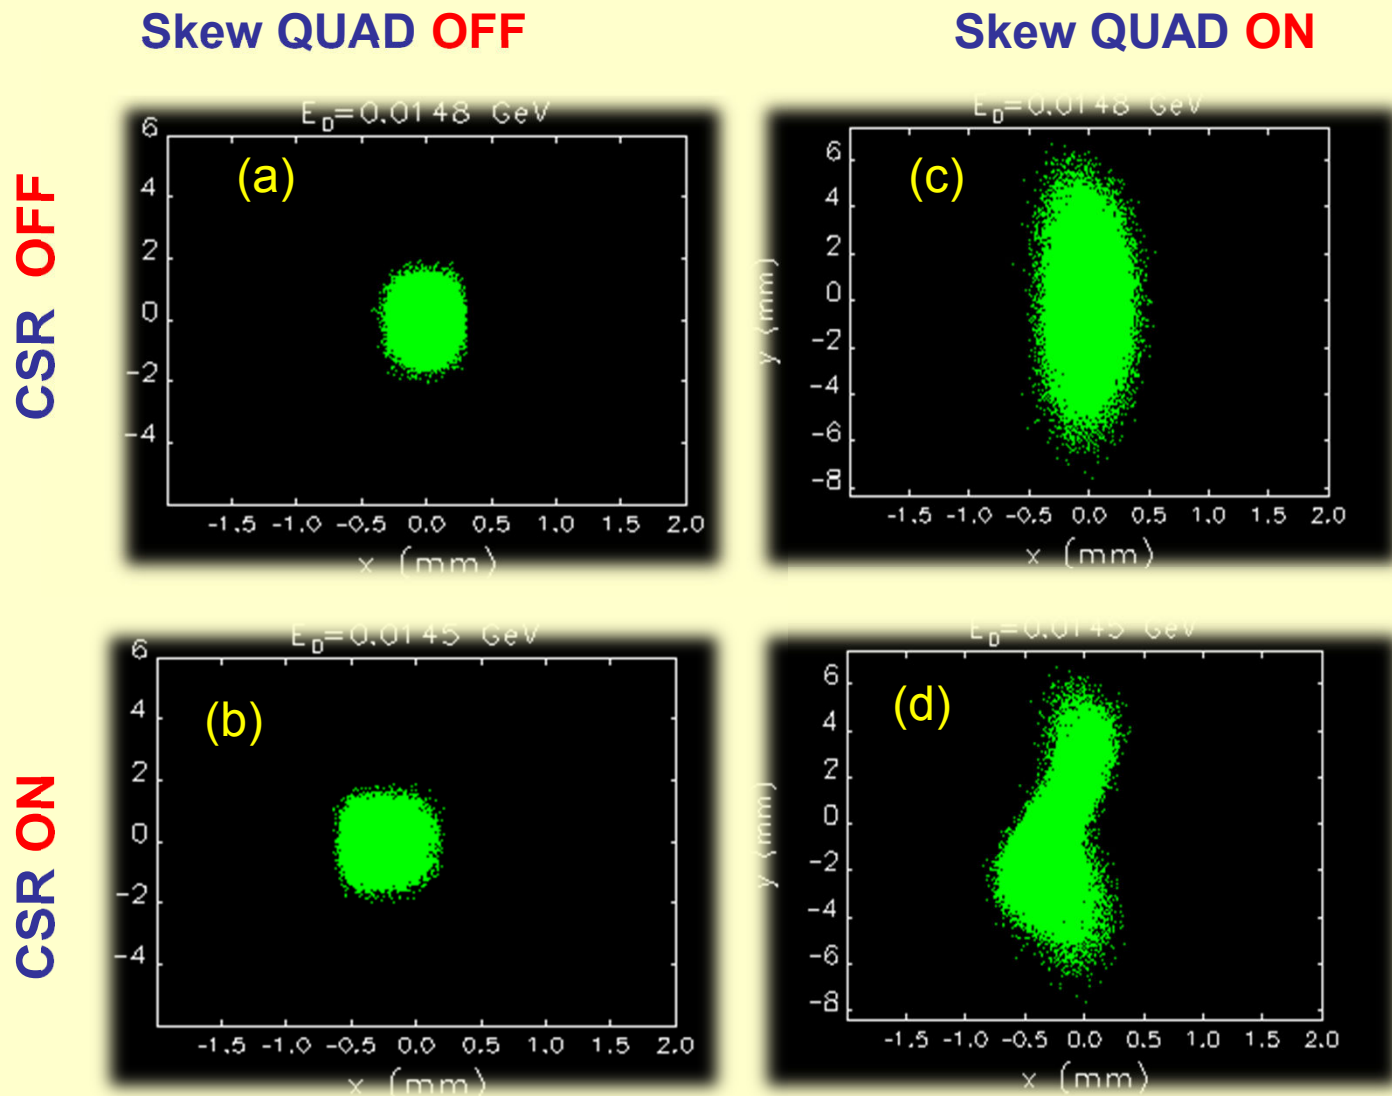 Skew QUAD OFF
Skew QUAD ON
CSR OFF
E_D=0.0148 GeV
(a)
6
4
2
0
-2
-4
-1.5 -1.0 -0.5 0.0 0.5 1.0 1.5 2.0
x (mm)
E_D=0.0148 GeV
(c)
y (mm)
6
4
2
0
-2
-4
-6
-8
-1.5 -1.0 -0.5 0.0 0.5 1.0 1.5 2.0
x (mm)
CSR ON
E_D=0.0145 GeV
(b)
6
4
2
0
-2
-4
-1.5 -1.0 -0.5 0.0 0.5 1.0 1.5 2.0
x (mm)
E_D=0.0145 GeV
(d)
y (mm)
6
4
2
0
-2
-4
-6
-8
-1.5 -1.0 -0.5 0.0 0.5 1.0 1.5 2.0
x (mm)